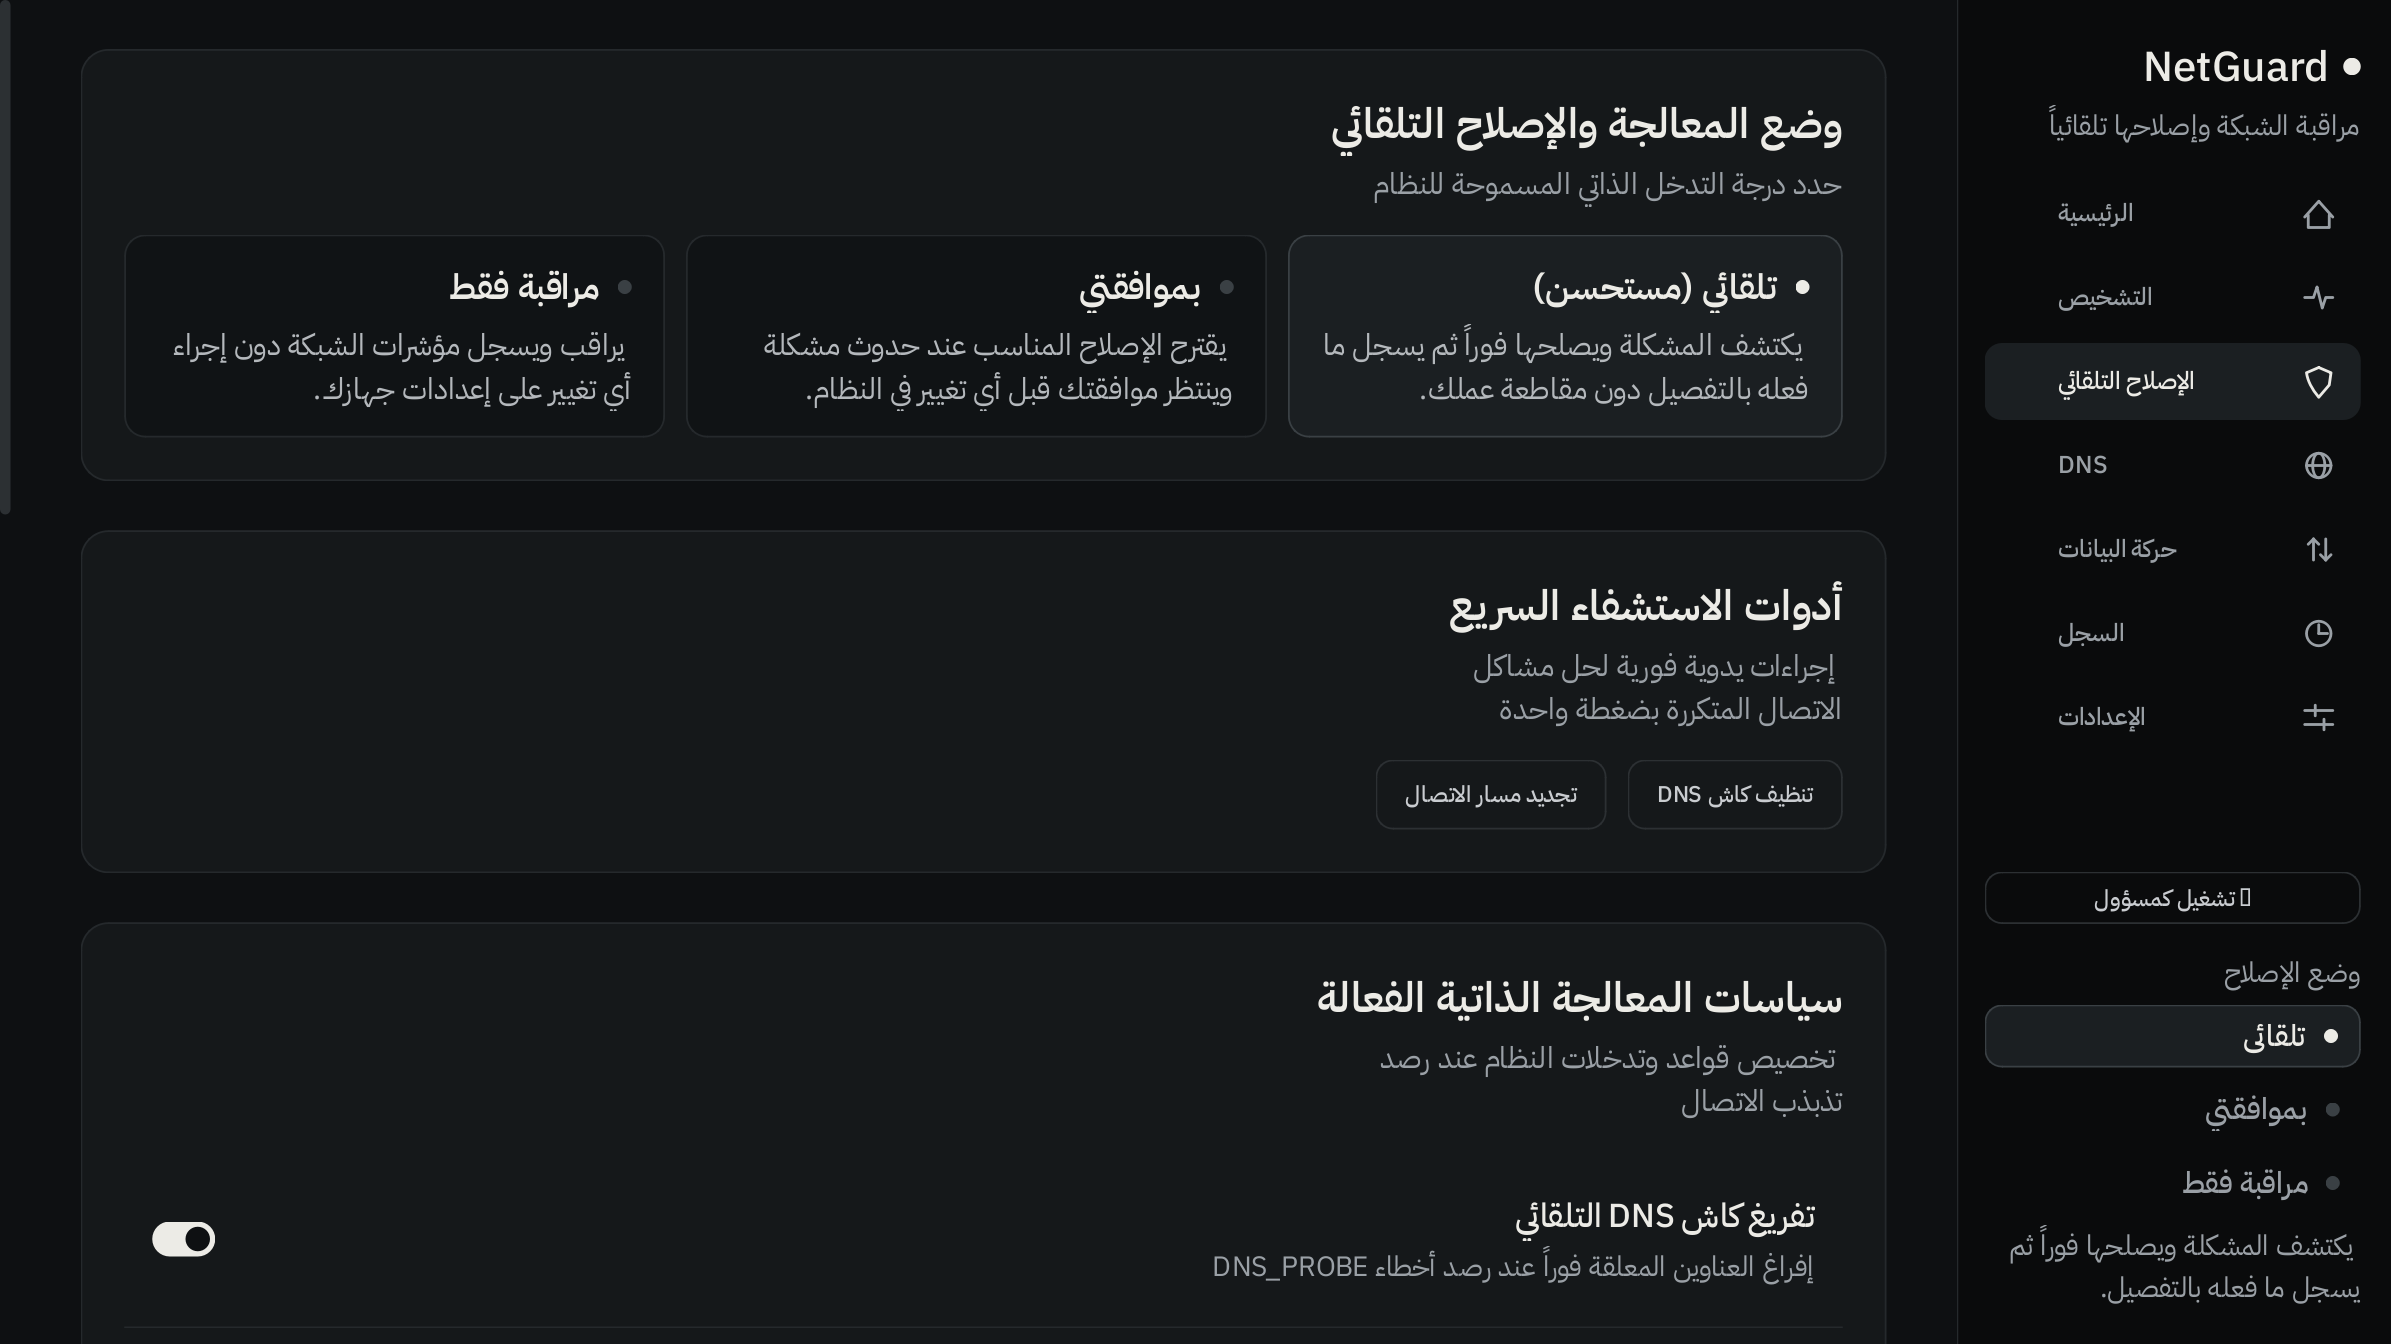 NetGuard
مراقبة الشبكة وإصلاحها تلقائياً
الرئيسية
التشخيص
الإصلاح التلقائي
DNS
حركة البيانات
السجل
الإعدادات
تشغيل كمسؤول
وضع الإصلاح
تلقائي
بموافقتي
مراقبة فقط
يكتشف المشكلة ويصلحها فوراً ثم
يسجل ما فعله بالتفصيل.
وضع المعالجة والإصلاح التلقائي
حدد درجة التدخل الذاتي المسموحة للنظام
تلقائي (مستحسن)
يكتشف المشكلة ويصلحها فوراً ثم يسجل ما
فعله بالتفصيل دون مقاطعة عملك.
بموافقتي
يقترح الإصلاح المناسب عند حدوث مشكلة
وينتظر موافقتك قبل أي تغيير في النظام.
مراقبة فقط
يراقب ويسجل مؤشرات الشبكة دون إجراء
أي تغيير على إعدادات جهازك.
أدوات الاستشفاء السريع
إجراءات يدوية فورية لحل مشاكل
الاتصال المتكررة بضغطة واحدة
تنظيف كاش DNS
تجديد مسار الاتصال
سياسات المعالجة الذاتية الفعالة
تخصيص قواعد وتدخلات النظام عند رصد
تذبذب الاتصال
تفريغ كاش DNS التلقائي
إفراغ العناوين المعلقة فوراً عند رصد أخطاء DNS_PROBE